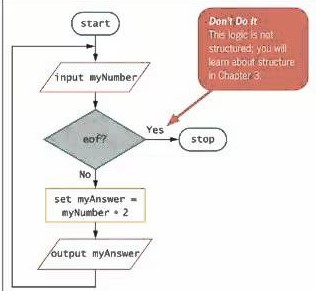 start
Don't Do It
This logic is not
structured; you will
learn about structure
in Chapter 3.
input myNumber
eof?
Yes
stop
No
set myAnswer =
myNumber * 2
output myAnswer